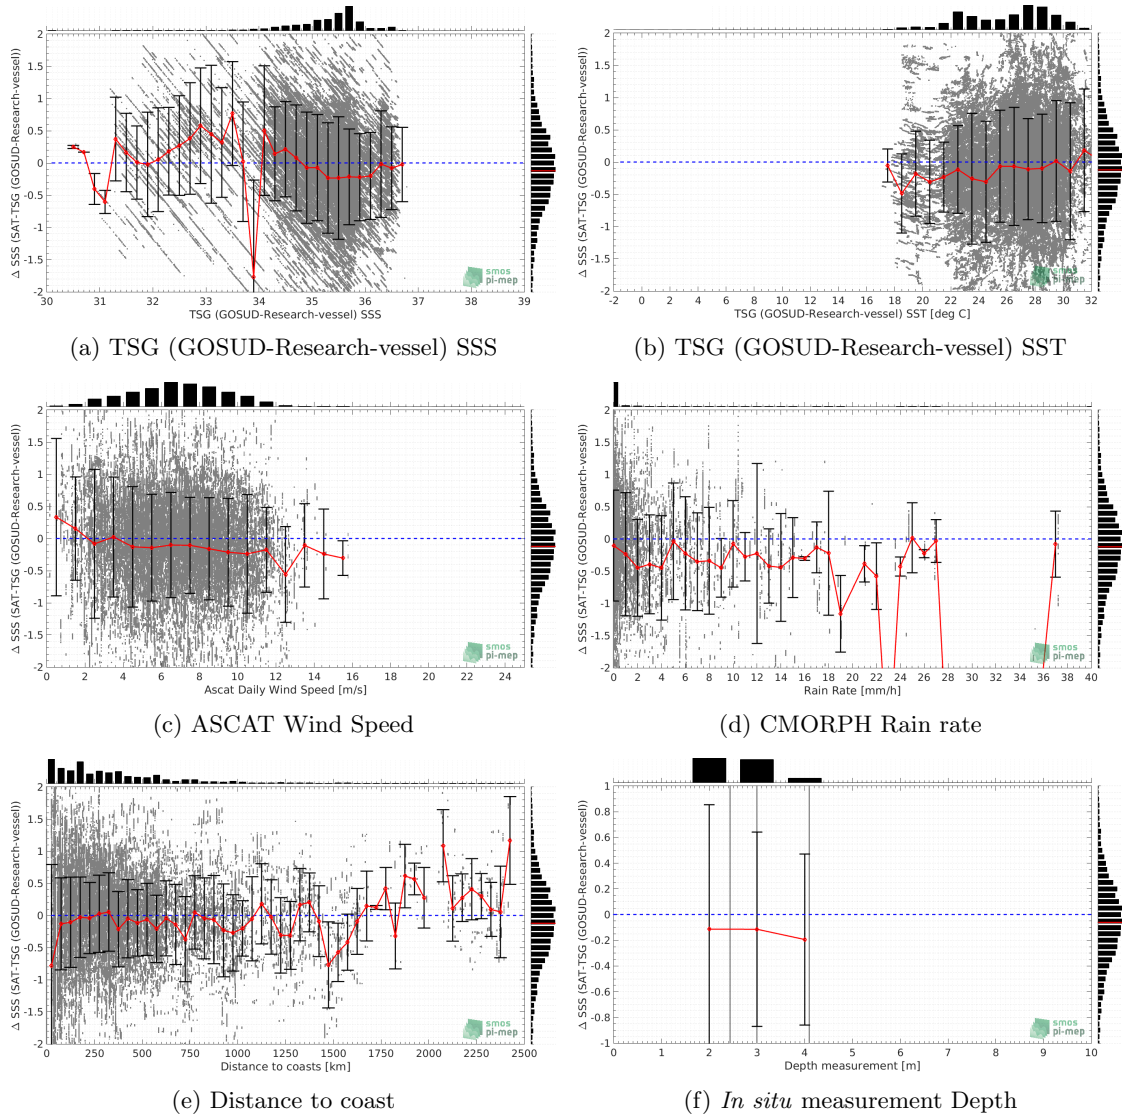 2
1.5
1
0.5
0
-0.5
-1
-1.5
-2
Δ SSS (SAT-TSG (GOSUD-Research-vessel))
30 31 32 33 34 35 36 37 38 39
TSG (GOSUD-Research-vessel) SSS
smos
pi-mep
(a) TSG (GOSUD-Research-vessel) SSS
2
1.5
1
0.5
0
-0.5
-1
-1.5
-2
Δ SSS (SAT-TSG (GOSUD-Research-vessel))
-2 0 2 4 6 8 10 12 14 16 18 20 22 24 26 28 30 32
TSG (GOSUD-Research-vessel) SST [deg C]
smos
pi-mep
(b) TSG (GOSUD-Research-vessel) SST
2
1.5
1
0.5
0
-0.5
-1
-1.5
-2
Δ SSS (SAT-TSG (GOSUD-Research-vessel))
0 2 4 6 8 10 12 14 16 18 20 22 24
Ascat Daily Wind Speed [m/s]
smos
pi-mep
(c) ASCAT Wind Speed
2
1.5
1
0.5
0
-0.5
-1
-1.5
-2
Δ SSS (SAT-TSG (GOSUD-Research-vessel))
0 2 4 6 8 10 12 14 16 18 20 22 24 26 28 30 32 34 36 38 40
Rain Rate [mm/h]
smos
pi-mep
(d) CMORPH Rain rate
2
1.5
1
0.5
0
-0.5
-1
-1.5
-2
Δ SSS (SAT-TSG (GOSUD-Research-vessel))
0 250 500 750 1000 1250 1500 1750 2000 2250 2500
Distance to coasts [km]
smos
pi-mep
(e) Distance to coast
1
0.8
0.6
0.4
0.2
0
-0.2
-0.4
-0.6
-0.8
-1
Δ SSS (SAT-TSG (GOSUD-Research-vessel))
0 1 2 3 4 5 6 7 8 9 10
Depth measurement [m]
smos
pi-mep
(f) In situ measurement Depth